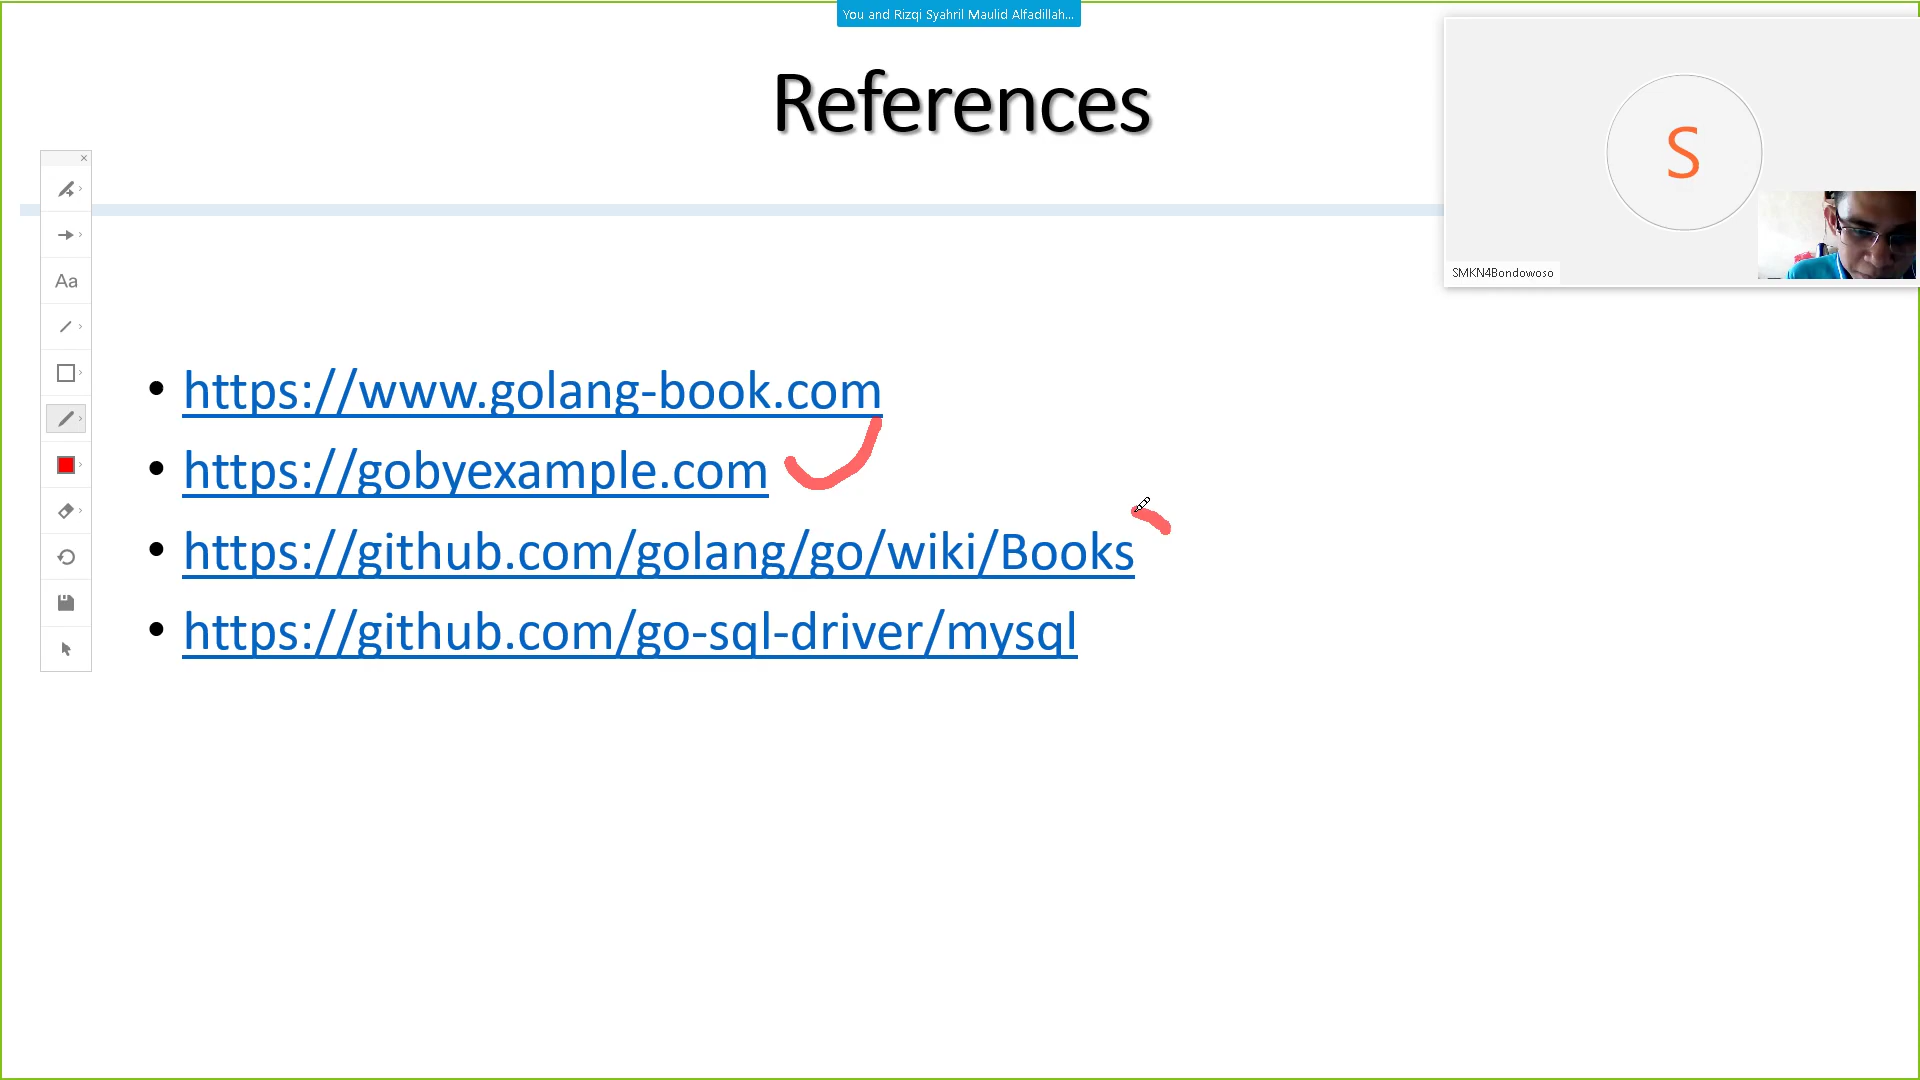 You and Rizqi Syahril Maulid Alfadillah...
References
S
SMKN4Bondowoso
Aa
• https://www.golang-book.com
• https://gobyexample.com
• https://github.com/golang/go/wiki/Books
• https://github.com/go-sql-driver/mysql